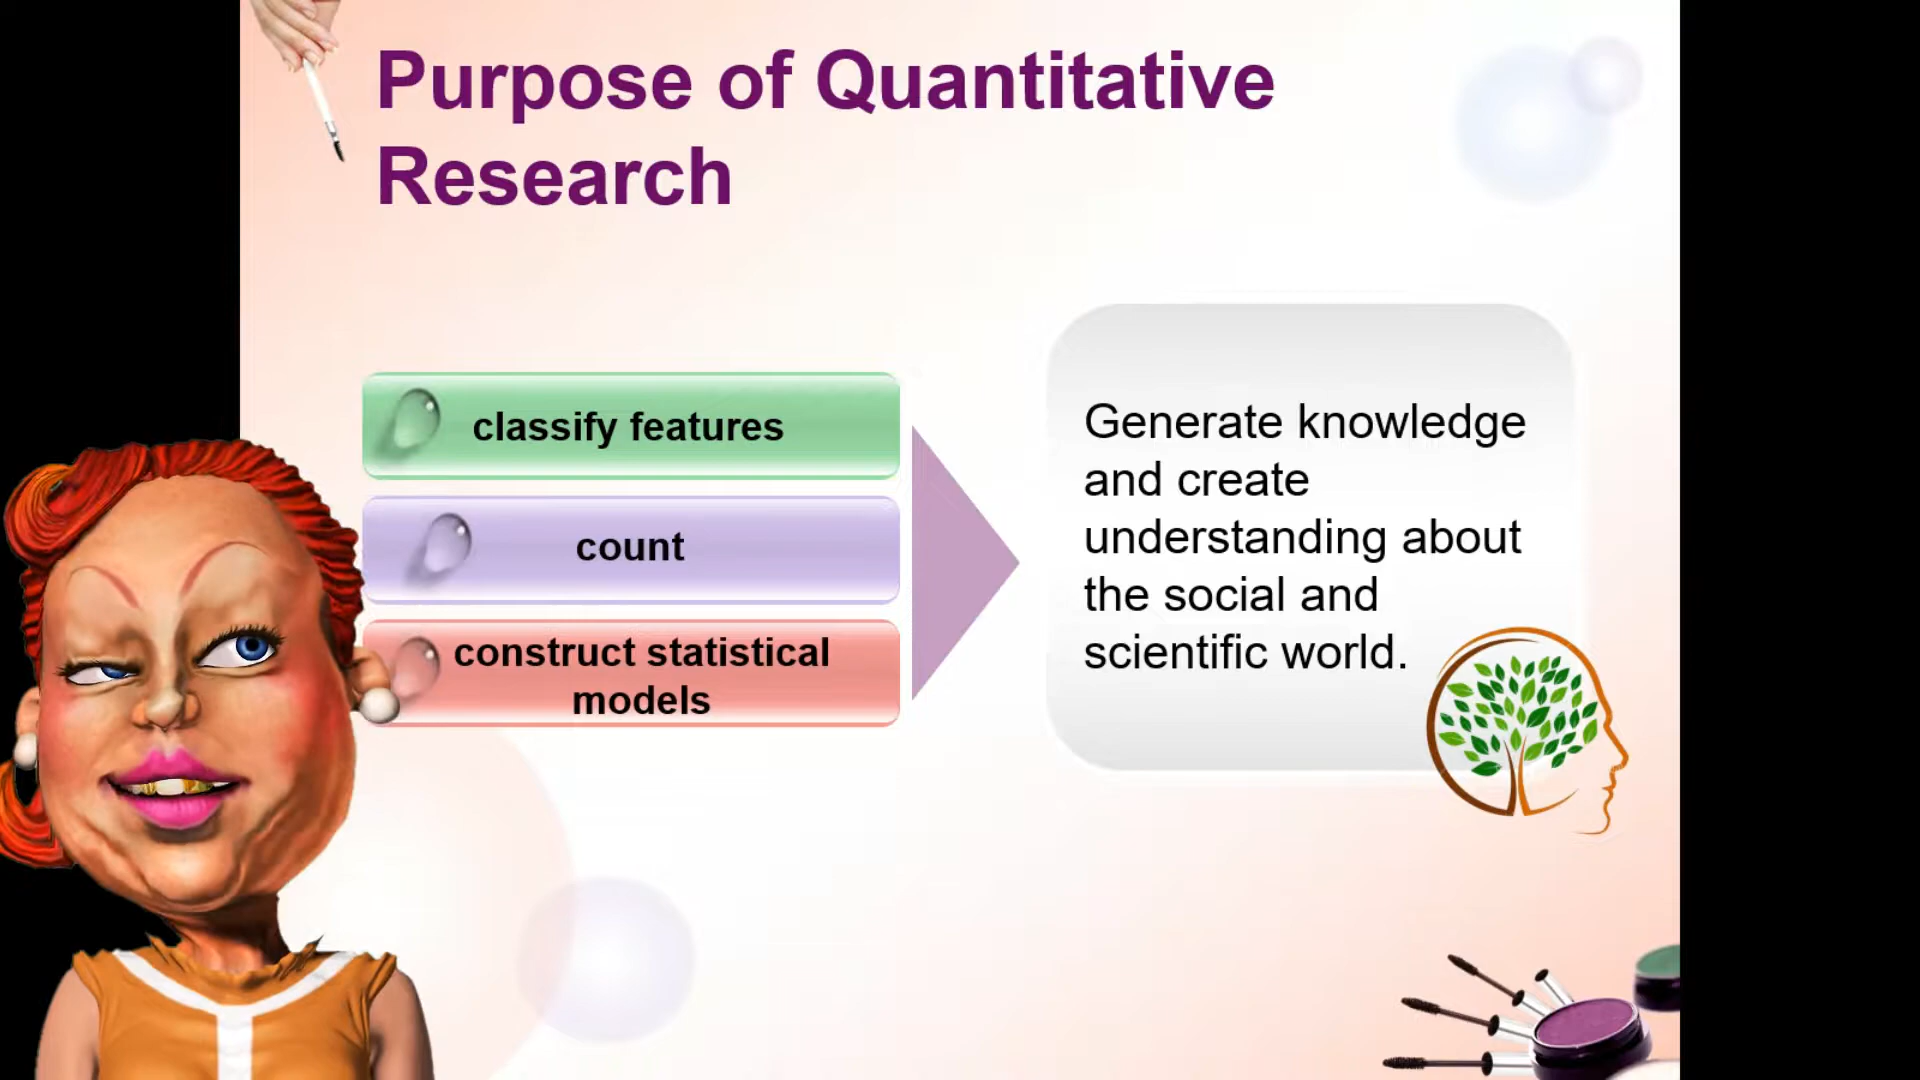 Purpose of Quantitative
Research
classify features
count
construct statistical
models
Generate knowledge
and create
understanding about
the social and
scientific world.